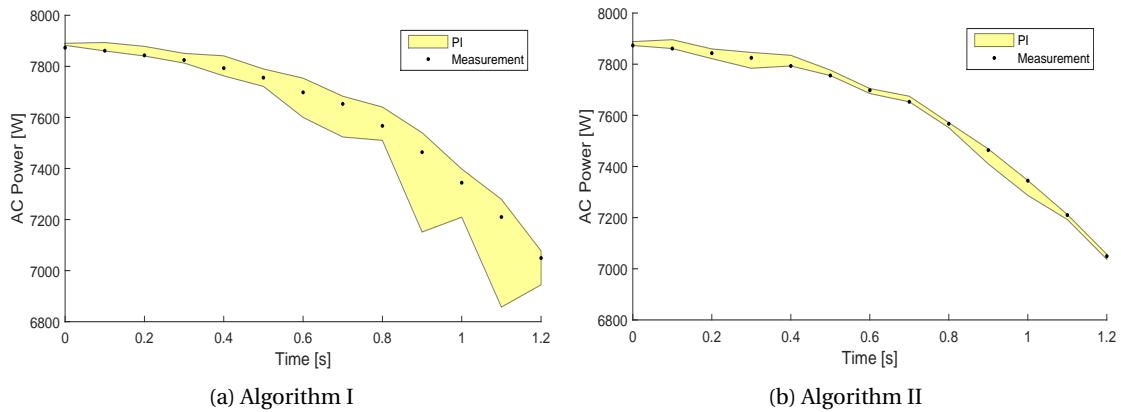 8000
7800
7600
7400
7200
7000
6800
AC Power [W]
0 0.2 0.4 0.6 0.8 1 1.2
Time [s]
PI
Measurement
(a) Algorithm I
8000
7800
7600
7400
7200
7000
6800
AC Power [W]
0 0.2 0.4 0.6 0.8 1 1.2
Time [s]
PI
Measurement
(b) Algorithm II